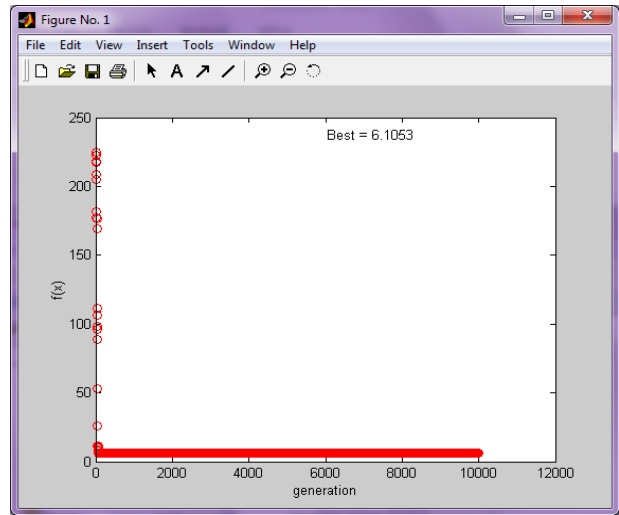 Figure No. 1
File Edit View Insert Tools Window Help
A
Best = 6.1053
250
200
150
100
50
0
f(x)
0 2000 4000 6000 8000 10000 12000
generation